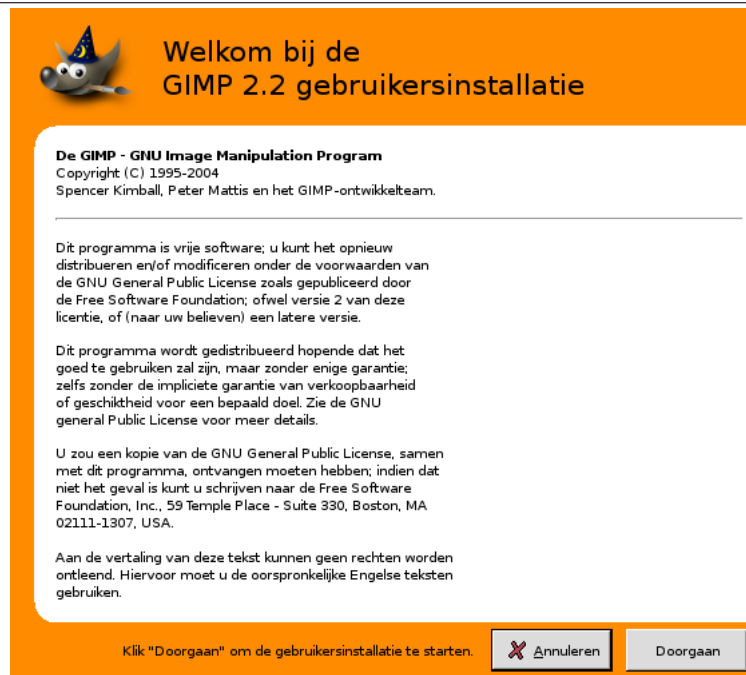 Welkom bij de
GIMP 2.2 gebruikersinstallatie
De GIMP - GNU Image Manipulation Program
Copyright (C) 1995-2004
Spencer Kimball, Peter Mattis en het GIMP-ontwikkelteam.
Dit programma is vrije software; u kunt het opnieuw
distribueren en/of modificeren onder de voorwaarden van
de GNU General Public License zoals gepubliceerd door
de Free Software Foundation; ofwel versie 2 van deze
licentie, of (naar uw believen) een latere versie.
Dit programma wordt gedistribueerd hopende dat het
goed te gebruiken zal zijn, maar zonder enige garantie;
zelfs zonder de impliciete garantie van verkoopbaarheid
of geschiktheid voor een bepaald doel. Zie de GNU
general Public License voor meer details.
U zou een kopie van de GNU General Public License, samen
met dit programma, ontvangen moeten hebben; indien dat
niet het geval is kunt u schrijven naar de Free Software
Foundation, Inc., 59 Temple Place - Suite 330, Boston, MA
02111-1307, USA.
Aan de vertaling van deze tekst kunnen geen rechten worden
ontleend. Hiervoor moet u de oorspronkelijke Engelse teksten
gebruiken.
Klik "Doorgaan" om de gebruikersinstallatie te starten.
Annuleren
Doorgaan